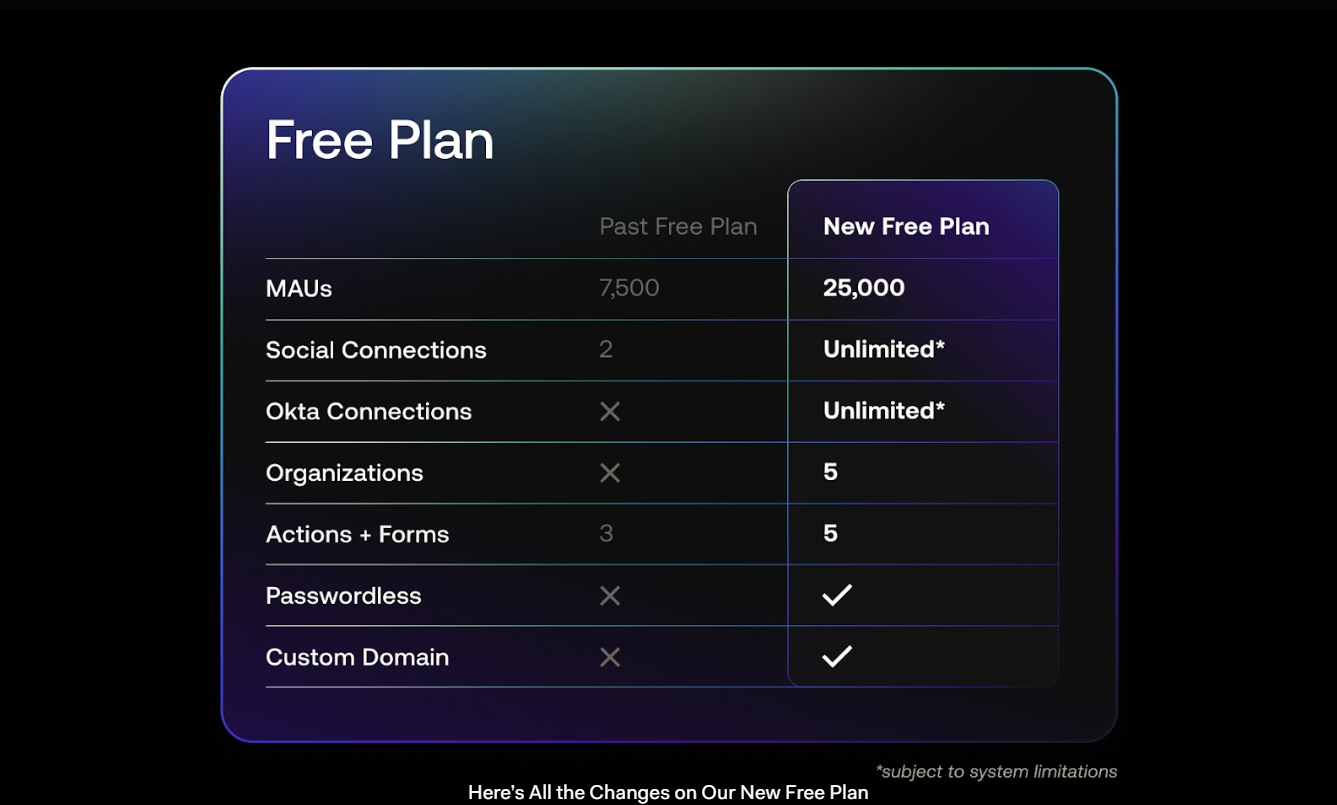 Free Plan
Past Free Plan New Free Plan
MAUs 7,500 25,000
Social Connections 2 Unlimited*
Okta Connections Unlimited*
Organizations 5
Actions + Forms 3 5
Passwordless
Custom Domain
*subject to system limitations
Here's All the Changes on Our New Free Plan